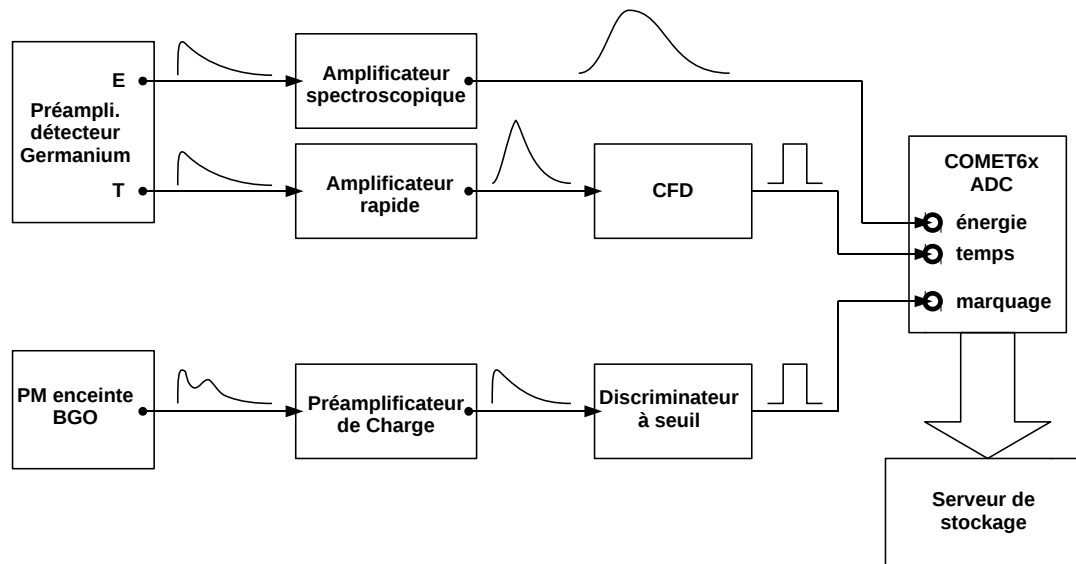 E
Préampli.
détecteur
Germanium
T
Amplificateur
spectroscopique
Amplificateur
rapide
CFD
COMET6x
ADC
énergie
temps
marquage
PM enceinte
BGO
Préamplificateur
de Charge
Discriminateur
à seuil
Serveur de
stockage